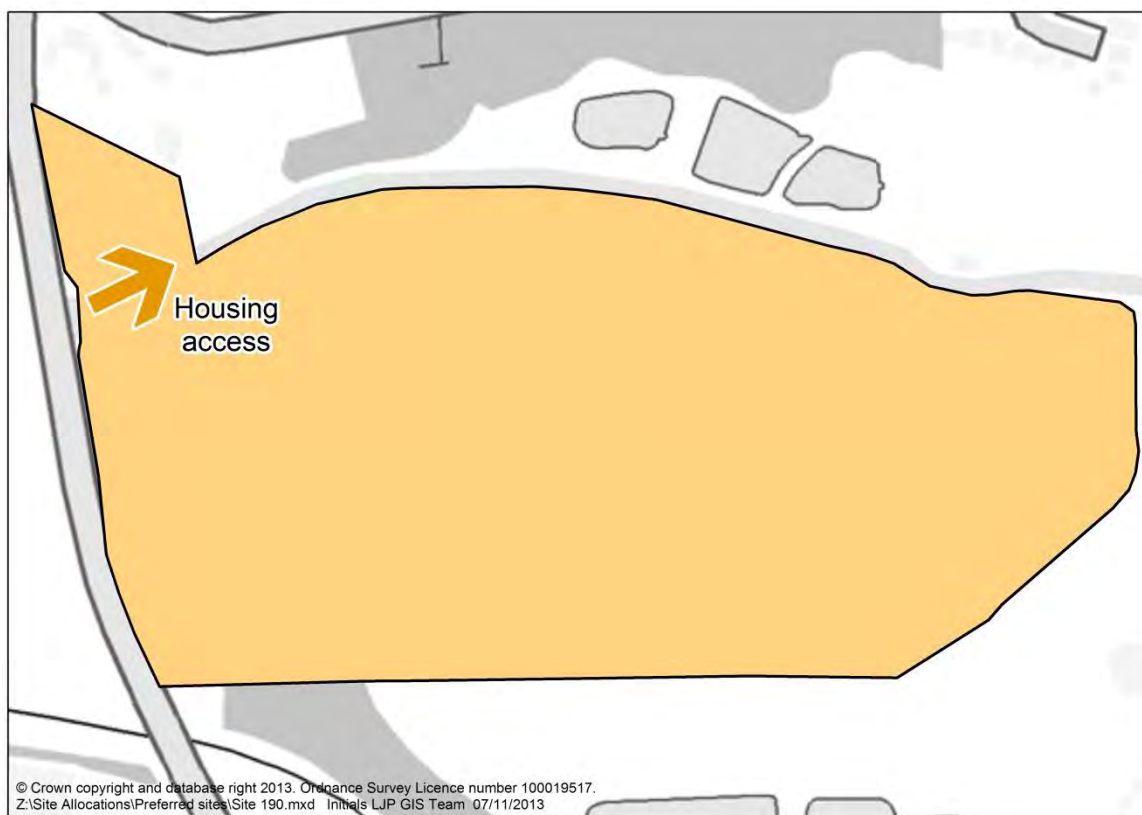 Housing
access
© Crown copyright and database right 2013. Ordnance Survey Licence number 100019517.
Z:\Site Allocations\Preferred sites\Site 190.mxd Initials LJP GIS Team 07/11/2013